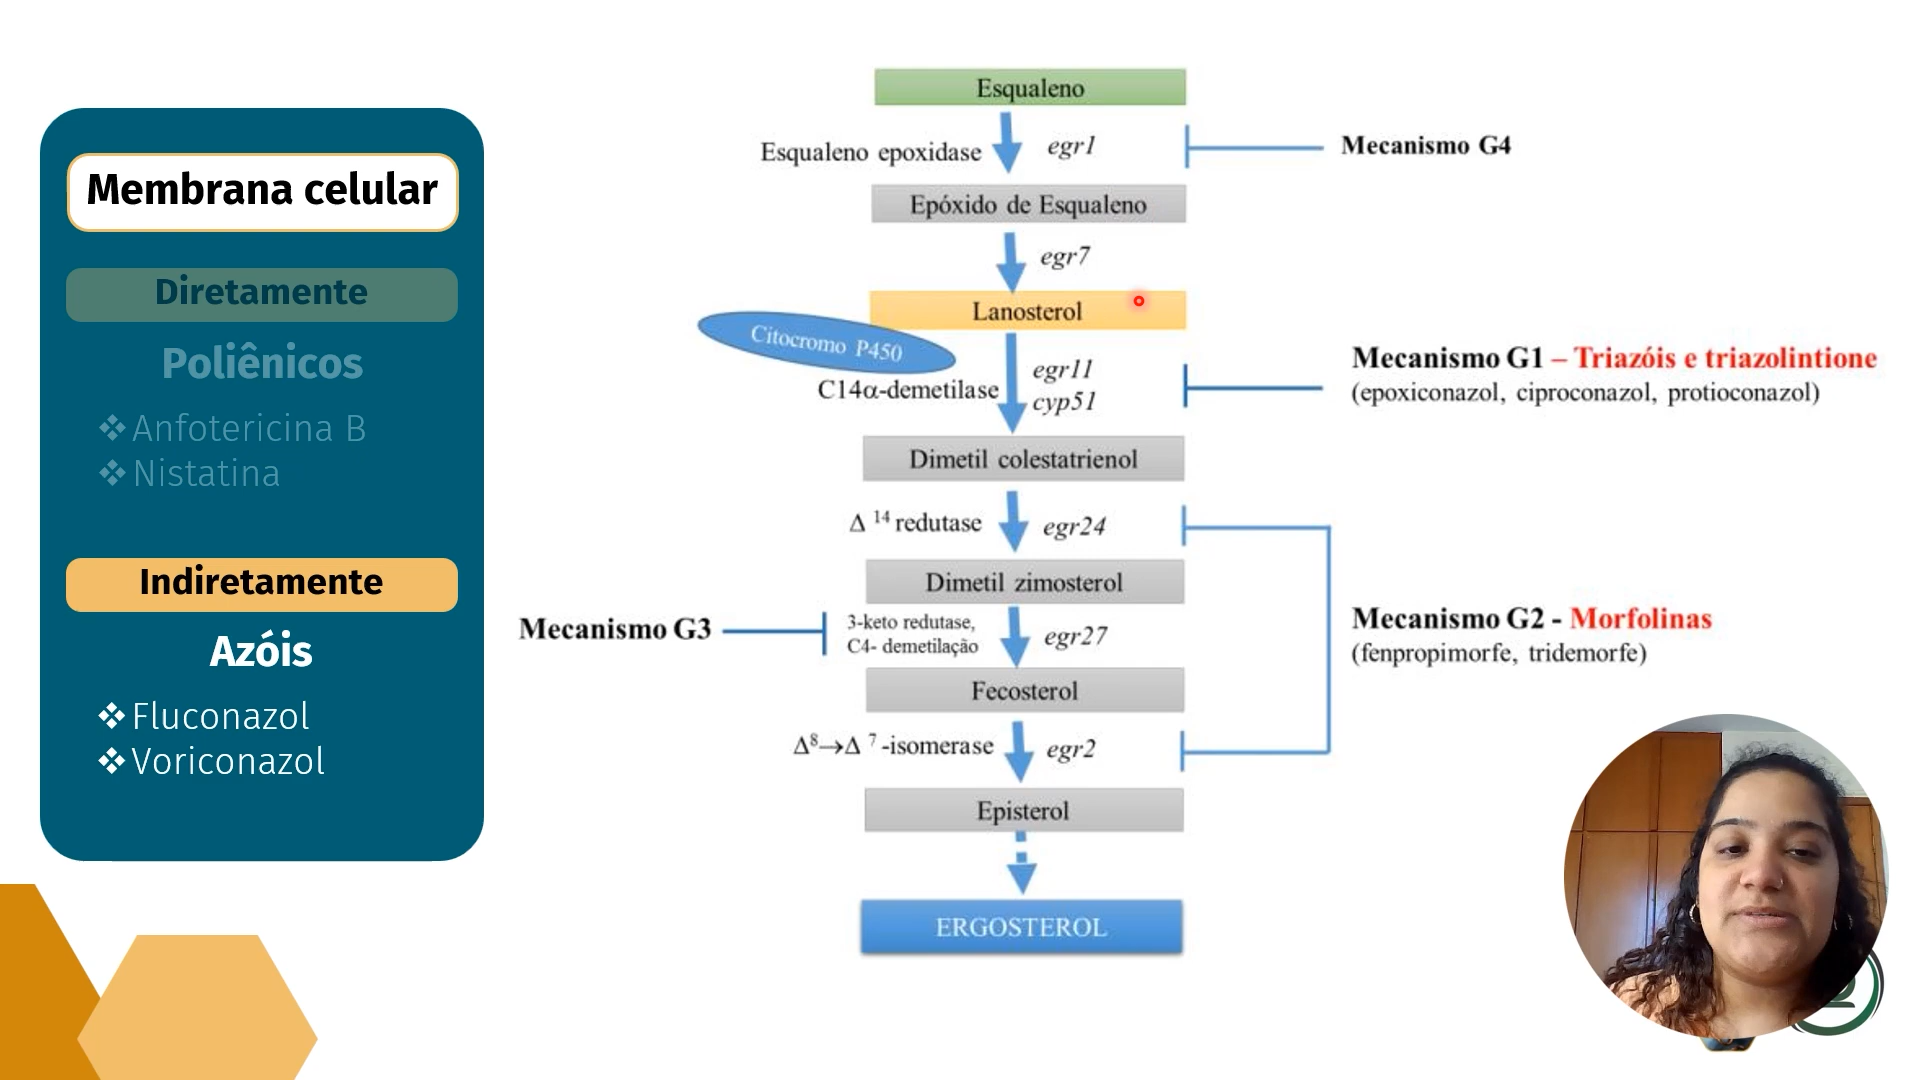 Membrana celular
Diretamente
Poliênicos
❖ Anfotericina B
❖ Nistatina
Indiretamente
Azóis
❖ Fluconazol
❖ Voriconazol
Esqualeno
Esqualeno epoxidase
egr1
Mecanismo G4
Epóxido de Esqualeno
egr7
Lanosterol
Citocromo P450
C14α-demetilase
egr11
cyp51
Mecanismo G1 – Triazóis e triazolintione
(epoxiconazol, ciproconazol, protioconazol)
Dimetil colestatrienol
Δ 14 redutase
egr24
Dimetil zimosterol
Mecanismo G3
3-keto redutase,
C4- demetilação
egr27
Mecanismo G2 - Morfolinas
(fenpropimorfe, tridemorfe)
Fecosterol
Δ8→Δ 7 -isomerase
egr2
Episterol
ERGOSTEROL